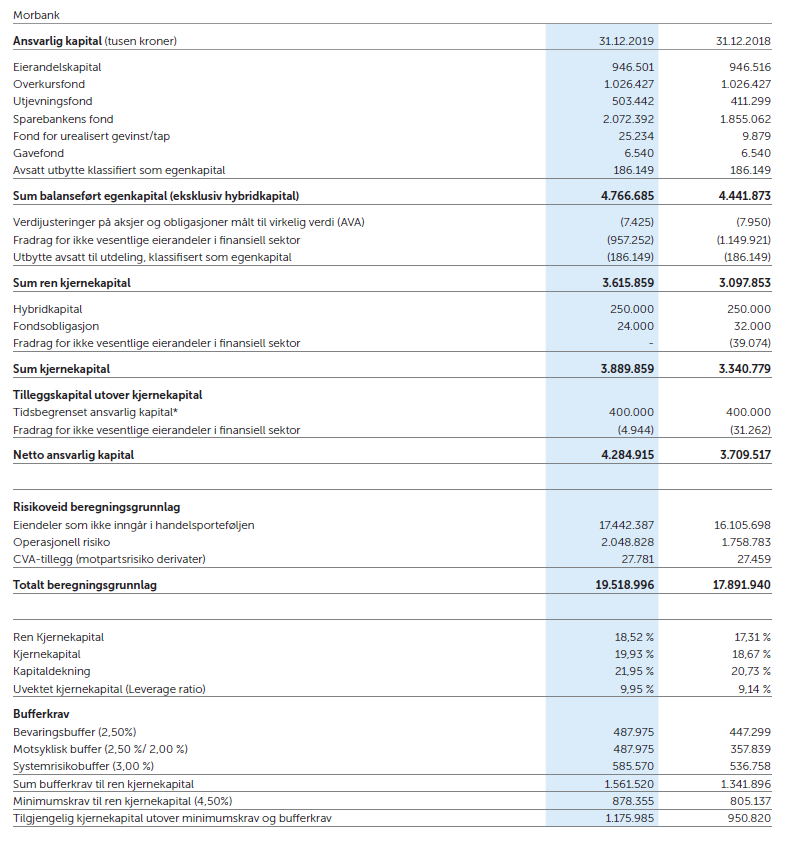 Morbank
Ansvarlig kapital (tusen kroner) 31.12.2019 31.12.2018
Eierandelskapital 946.501 946.516
Overkursfond 1.026.427 1.026.427
Utjevningsfond 503.442 411.299
Sparebankens fond 2.072.392 1.855.062
Fond for urealisert gevinst/tap 25.234 9.879
Gavefond 6.540 6.540
Avsatt utbytte klassifiert som egenkapital 186.149 186.149
Sum balanseført egenkapital (eksklusiv hybridkapital) 4.766.685 4.441.873
Verdijusteringer på aksjer og obligasjoner målt til virkelig verdi (AVA) (7.425) (7.950)
Fradrag for ikke vesentlige eierandeler i finansiell sektor (957.252) (1.149.921)
Utbytte avsatt til utdeling, klassifisert som egenkapital (186.149) (186.149)
Sum ren kjernekapital 3.615.859 3.097.853
Hybridkapital 250.000 250.000
Fondsobligasjon 24.000 32.000
Fradrag for ikke vesentlige eierandeler i finansiell sektor - (39.074)
Sum kjernekapital 3.889.859 3.340.779
Tilleggskapital utover kjernekapital
Tidsbegrenset ansvarlig kapital* 400.000 400.000
Fradrag for ikke vesentlige eierandeler i finansiell sektor (4.944) (31.262)
Netto ansvarlig kapital 4.284.915 3.709.517
Risikoveid beregningsgrunnlag
Eiendeler som ikke inngår i handelsporteføljen 17.442.387 16.105.698
Operasjonell risiko 2.048.828 1.758.783
CVA-tillegg (motpartsrisiko derivater) 27.781 27.459
Totalt beregningsgrunnlag 19.518.996 17.891.940
Ren Kjernekapital 18,52 % 17,31 %
Kjernekapital 19,93 % 18,67 %
Kapitaldekning 21,95 % 20,73 %
Uvektet kjernekapital (Leverage ratio) 9,95 % 9,14 %
Bufferkrav
Bevaringsbuffer (2,50%) 487.975 447.299
Motsyklisk buffer (2,50 %/ 2,00 %) 487.975 357.839
Systemrisikobuffer (3,00 %) 585.570 536.758
Sum bufferkrav til ren kjernekapital 1.561.520 1.341.896
Minimumskrav til ren kjernekapital (4,50%) 878.355 805.137
Tilgjengelig kjernekapital utover minimumskrav og bufferkrav 1.175.985 950.820